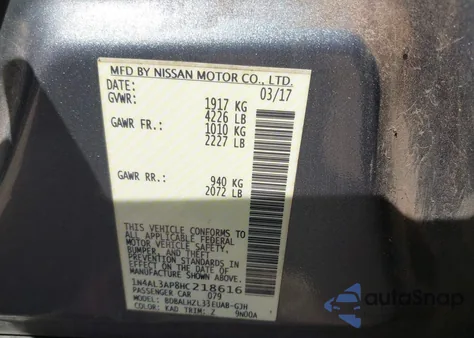 MFD BY NISSAN MOTOR CO., LTD.
DATE: 03/17
GVWR: 1917 KG
4226 LB
GAWR FR.: 1010 KG
2227 LB
GAWR RR.: 940 KG
2072 LB
THIS VEHICLE CONFORMS TO
ALL APPLICABLE FEDERAL
MOTOR VEHICLE SAFETY,
BUMPER, AND THEFT
PREVENTION STANDARDS IN
EFFECT ON THE DATE OF
MANUFACTURE SHOWN ABOVE.
1N4AL3AP8HC218616
PASSENGER CAR 079
MODEL: BDBALHZL33EUAB-GJH
COLOR: KAD TRIM: Z 9N00A
AutoSnap